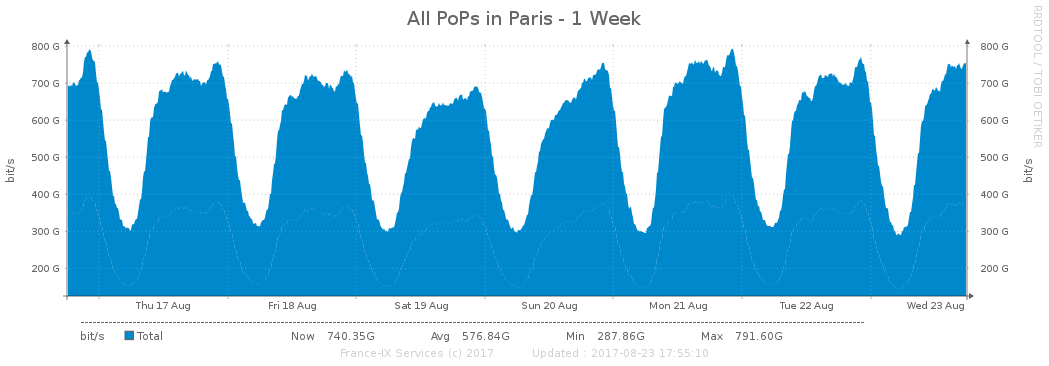 All PoPs in Paris - 1 Week
RRDTOOL / TOBI OETIKER
800 G 800 G
700 G 700 G
600 G 600 G
500 G 500 G
400 G 400 G
300 G 300 G
200 G 200 G
bit/s bit/s
Thu 17 Aug Fri 18 Aug Sat 19 Aug Sun 20 Aug Mon 21 Aug Tue 22 Aug Wed 23 Aug
bit/s Total Now 740.35G Avg 576.84G Min 287.86G Max 791.60G
France-IX Services (c) 2017 Updated : 2017-08-23 17:55:10